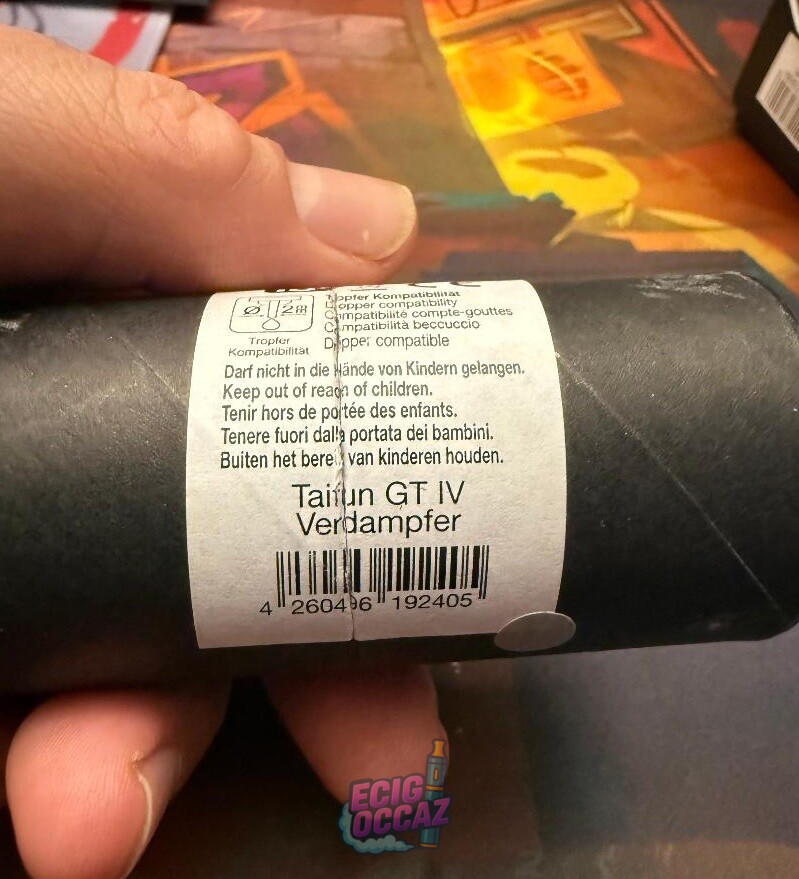 Tropfer Kompatibilität
Dropper compatibility
Compatibilité compte-gouttes
Compatibilità beccuccio
Dripper compatible
Ø 2
Tropfer
Kompatibilität
Darf nicht in die Hände von Kindern gelangen.
Keep out of reach of children.
Tenir hors de portée des enfants.
Tenere fuori dalla portata dei bambini.
Buiten het bereik van kinderen houden.
Taifun GT IV
Verdampfer
4 260496 192405
ECIG
OCCAZ